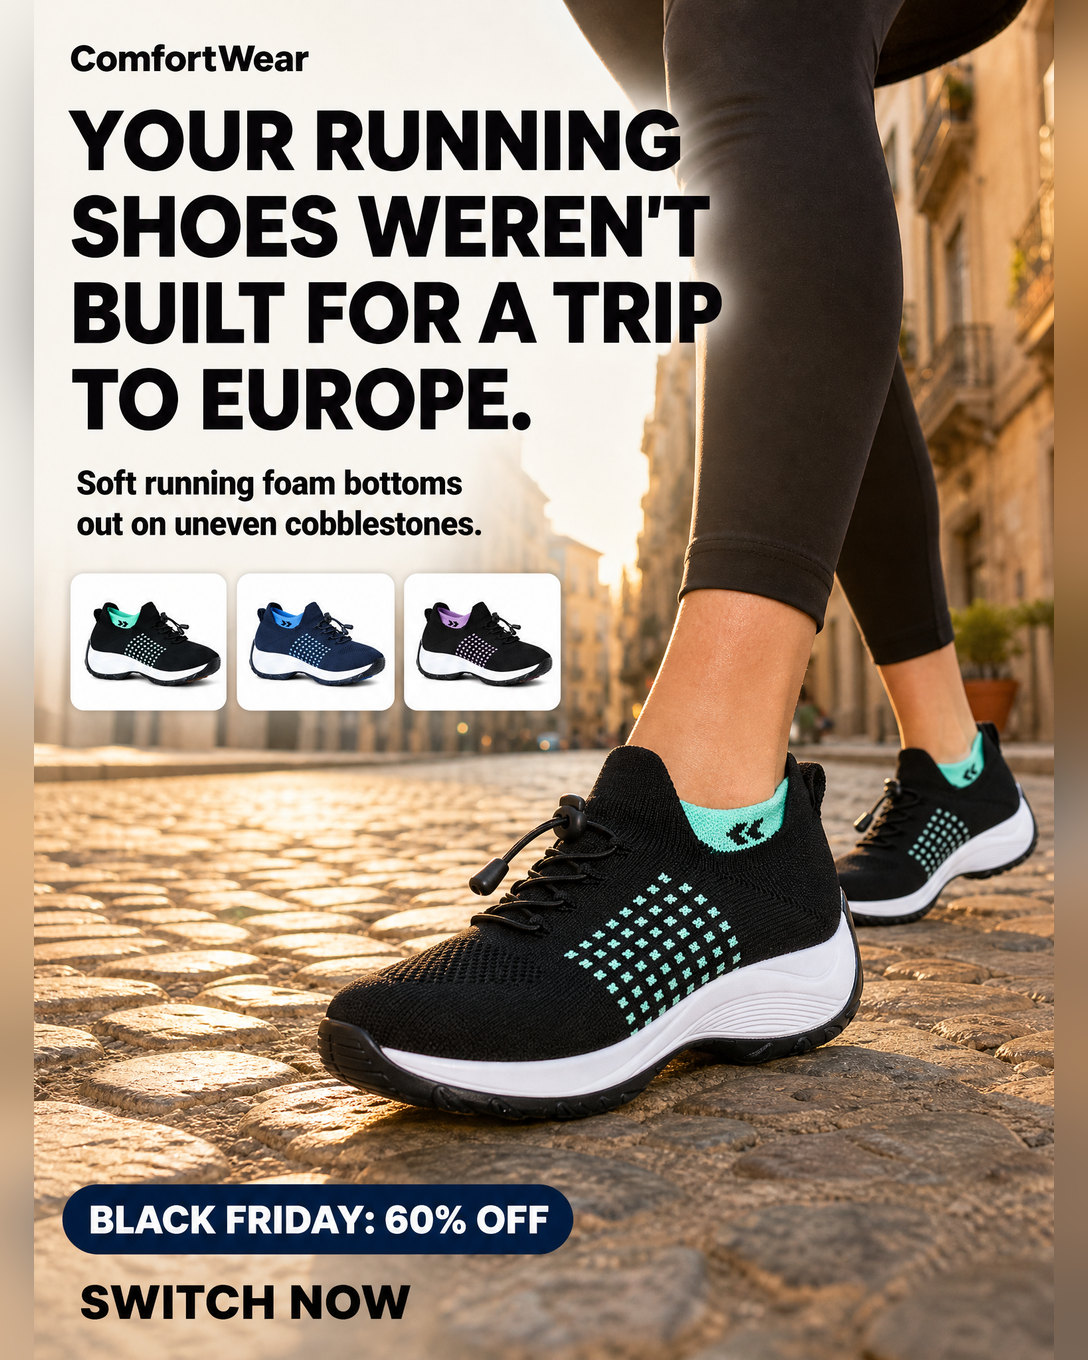 ComfortWear
YOUR RUNNING
SHOES WEREN'T
BUILT FOR A TRIP
TO EUROPE.
Soft running foam bottoms
out on uneven cobblestones.
BLACK FRIDAY: 60% OFF
SWITCH NOW